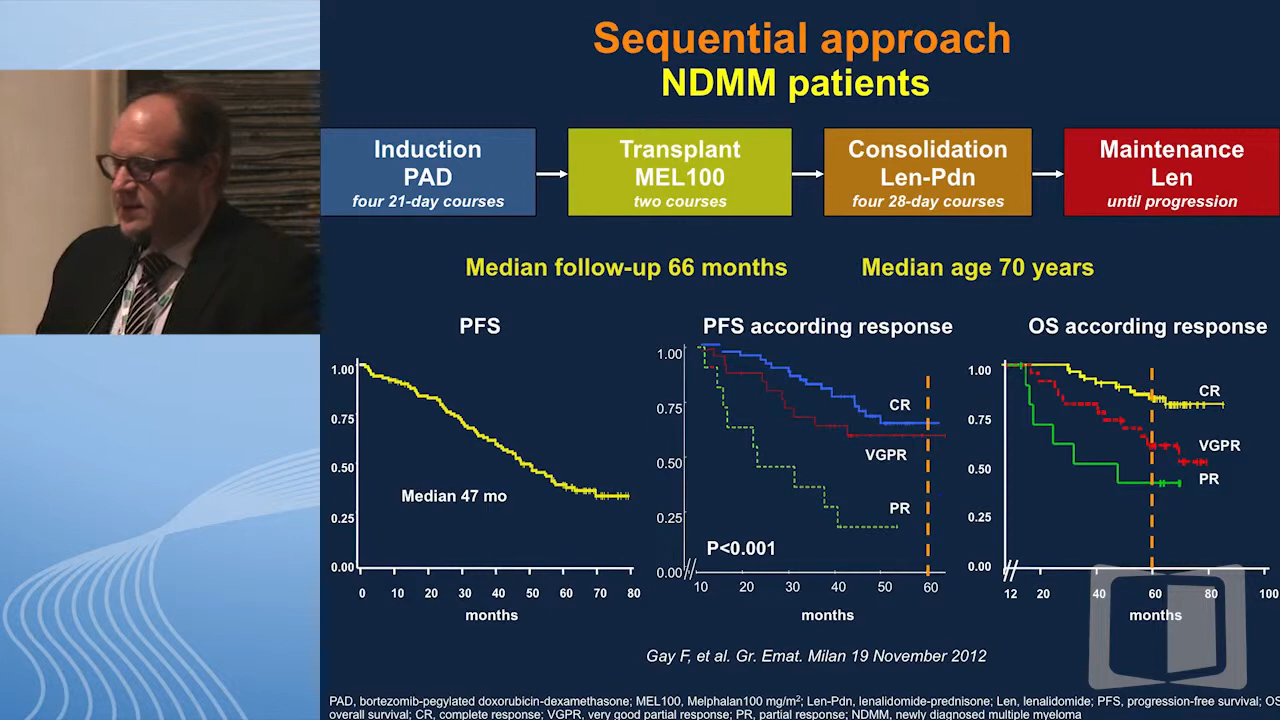 Sequential approach
NDMM patients
Induction
PAD
four 21-day courses
Transplant
MEL100
two courses
Consolidation
Len-Pdn
four 28-day courses
Maintenance
Len
until progression
Median follow-up 66 months
Median age 70 years
PFS
1.00
0.75
0.50
0.25
0.00
Median 47 mo
0 10 20 30 40 50 60 70 80
months
PFS according response
1.00
0.75
0.50
0.25
0.00
CR
VGPR
PR
P<0.001
10 20 30 40 50 60
months
OS according response
1.00
0.75
0.50
0.25
0.00
CR
VGPR
PR
12 20 40 60 80 100
months
Gay F, et al. Gr. Emat. Milan 19 November 2012
PAD, bortezomib-pegylated doxorubicin-dexamethasone; MEL100, Melphalan100 mg/m²; Len-Pdn, lenalidomide-prednisone; Len, lenalidomide; PFS, progression-free survival; OS
overall survival; CR, complete response; VGPR, very good partial response; PR, partial response; NDMM, newly diagnosed multiple myeloma